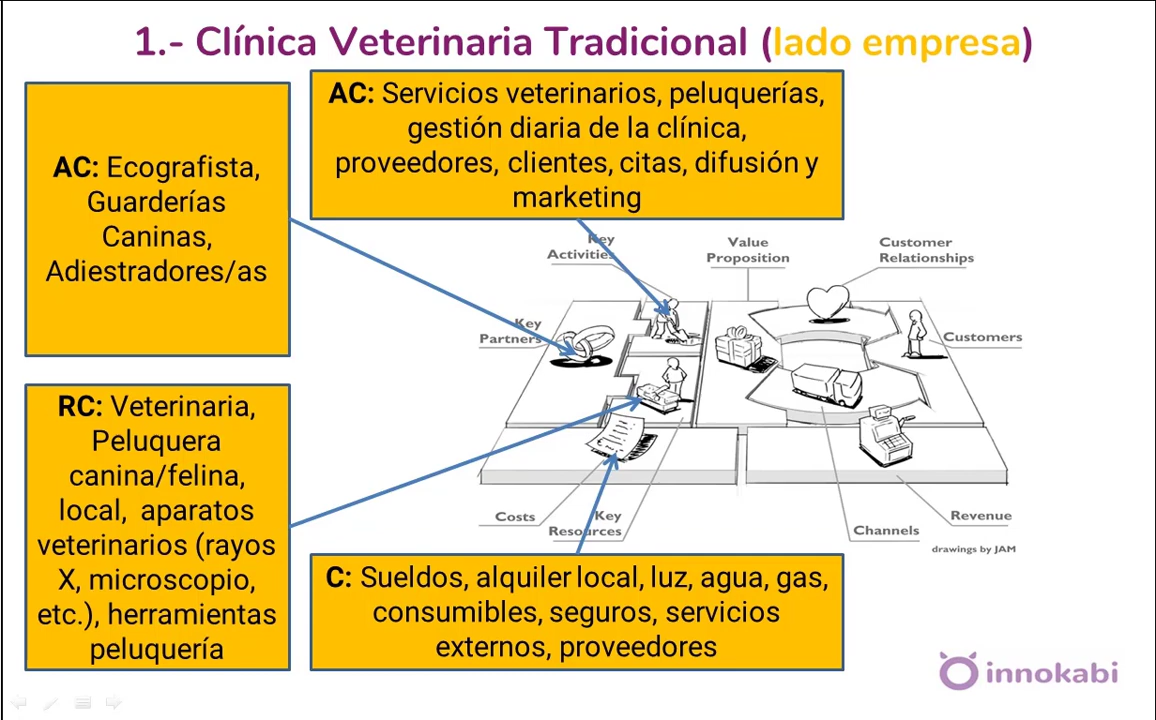 1.- Clínica Veterinaria Tradicional (lado empresa)
AC: Ecografista,
Guarderías
Caninas,
Adiestradores/as
AC: Servicios veterinarios, peluquerías,
gestión diaria de la clínica,
proveedores, clientes, citas, difusión y
marketing
RC: Veterinaria,
Peluquera
canina/felina,
local, aparatos
veterinarios (rayos
X, microscopio,
etc.), herramientas
peluquería
C: Sueldos, alquiler local, luz, agua, gas,
consumibles, seguros, servicios
externos, proveedores
Key
Activities
Value
Proposition
Customer
Relationships
Key
Partners
Customers
Costs
Key
Resources
Channels
Revenue
drawings by JAM
innokabi